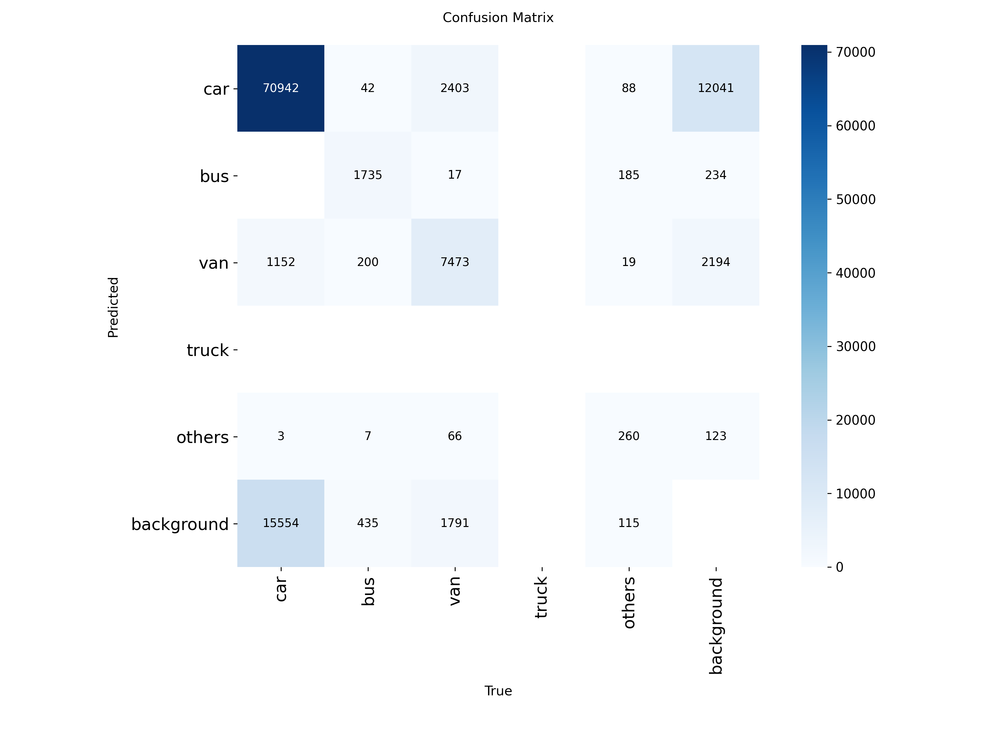 Confusion Matrix
car 70942 42 2403 88 12041
bus 1735 17 185 234
van 1152 200 7473 19 2194
truck
others 3 7 66 260 123
background 15554 435 1791 115
car bus van truck others background
Predicted
True
70000
60000
50000
40000
30000
20000
10000
0